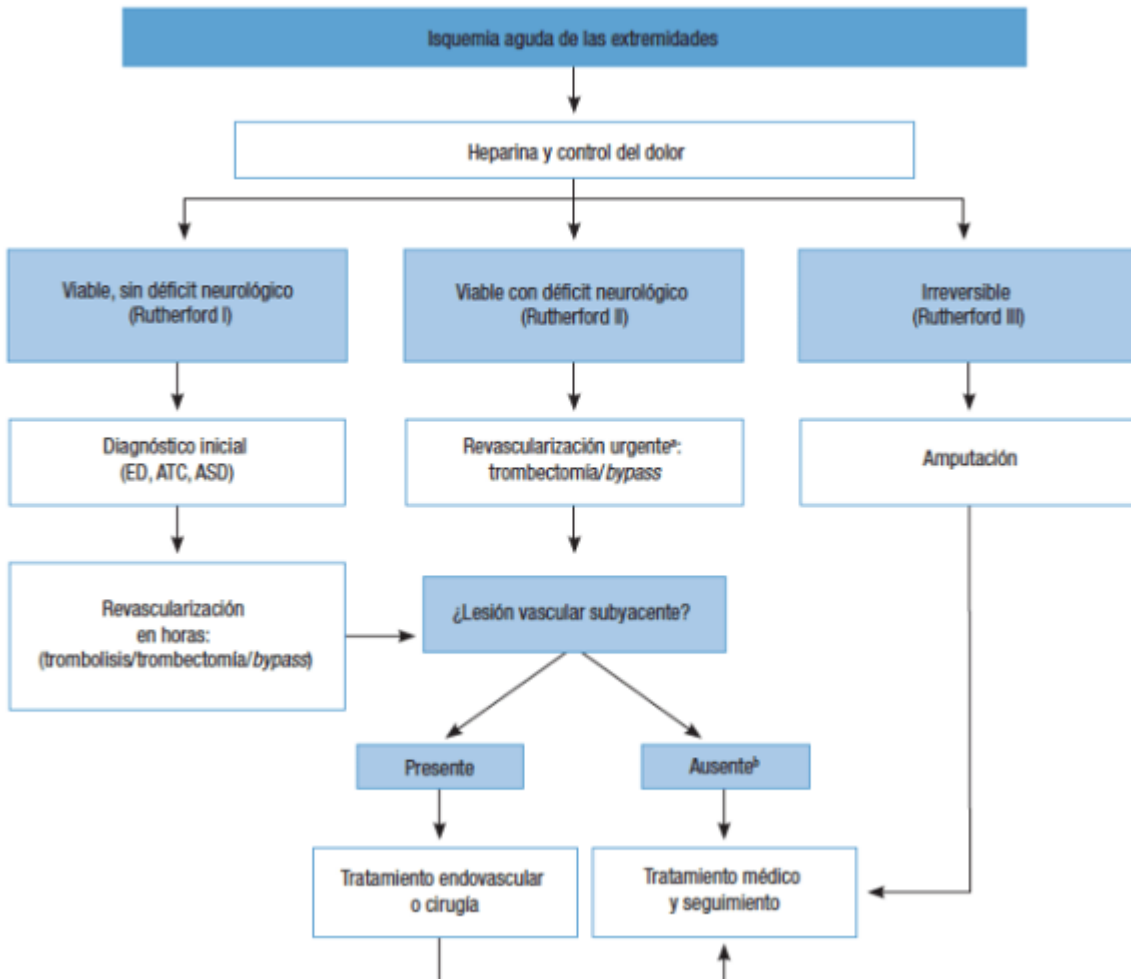 Isquemia aguda de las extremidades
Heparina y control del dolor
Viable, sin déficit neurológico
(Rutherford I)
Viable con déficit neurológico
(Rutherford II)
Irreversible
(Rutherford III)
Diagnóstico inicial
(ED, ATC, ASD)
Revascularización urgenteᵃ:
trombectomía/bypass
Amputación
Revascularización
en horas:
(trombolisis/trombectomía/bypass)
¿Lesión vascular subyacente?
Presente
Ausenteᵇ
Tratamiento endovascular
o cirugía
Tratamiento médico
y seguimiento